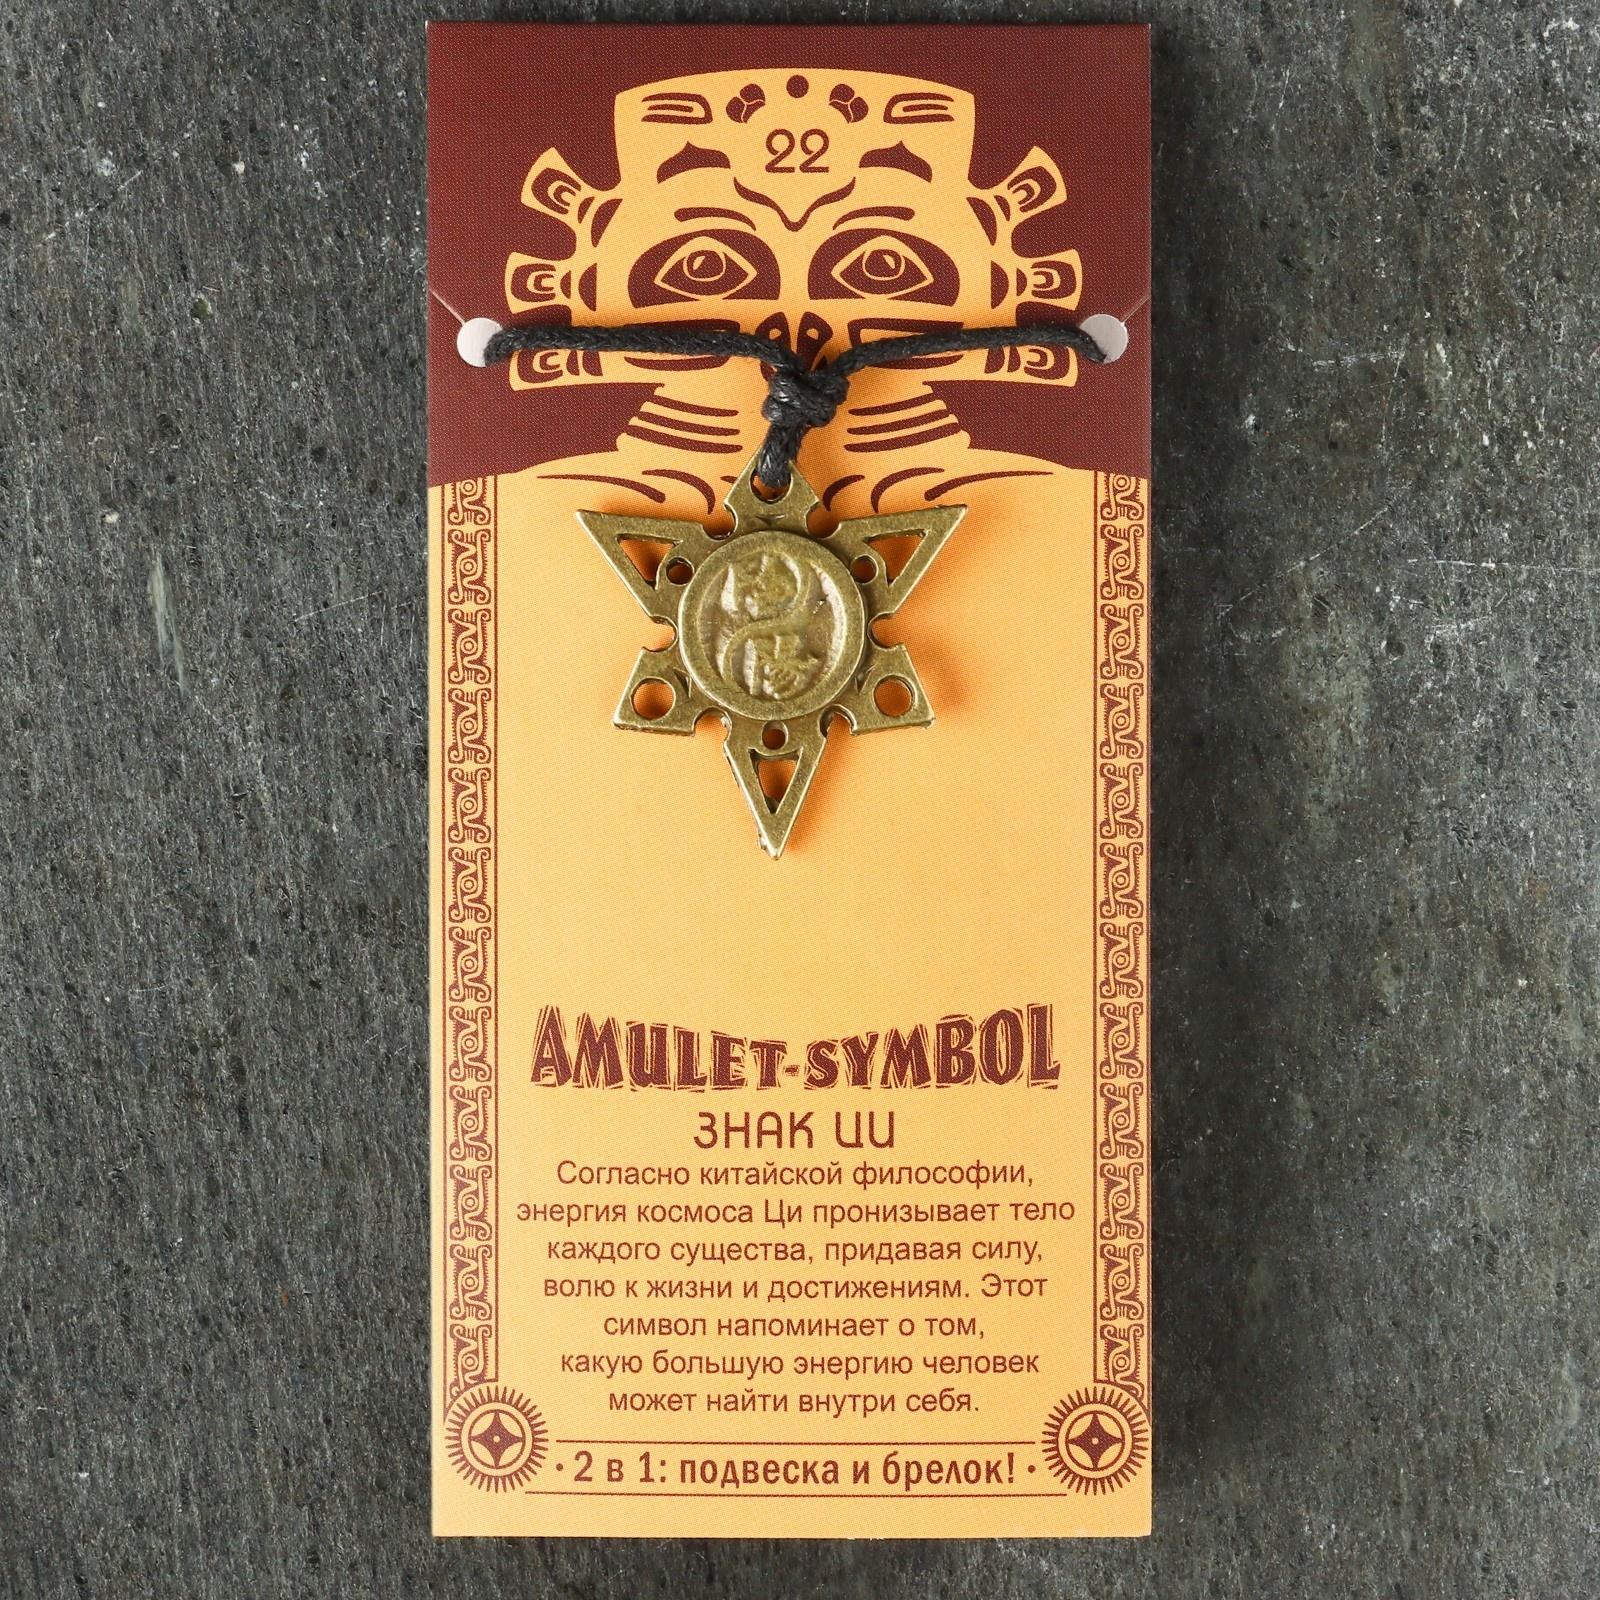 22
AMULET-SYMBOL
ЗНАК ЦИ
Согласно китайской философии,
энергия космоса Ци пронизывает тело
каждого существа, придавая силу,
волю к жизни и достижениям. Этот
символ напоминает о том,
какую большую энергию человек
может найти внутри себя.
· 2 в 1: подвеска и брелок! ·